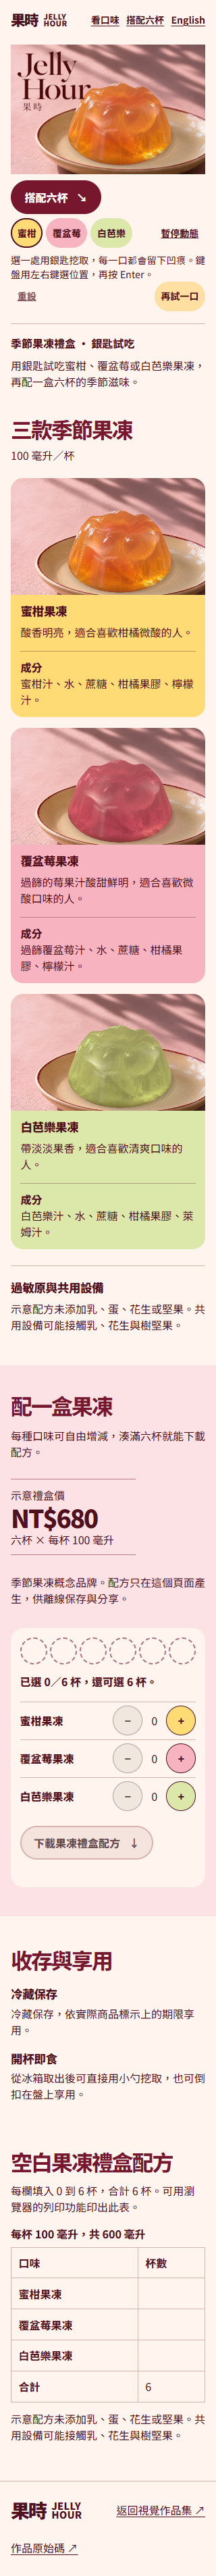 果時 JELLY HOUR
看口味 搭配六杯 English
Jelly
Hour
果時
搭配六杯 ↘
蜜柑 覆盆莓 白芭樂 暫停動態
選一處用銀匙挖取，每一口都會留下凹痕。鍵
盤用左右鍵選位置，再按 Enter。
重設 再試一口
季節果凍禮盒・銀匙試吃
用銀匙試吃蜜柑、覆盆莓或白芭樂果凍，
再配一盒六杯的季節滋味。
三款季節果凍
100 毫升／杯
蜜柑果凍
酸香明亮，適合喜歡柑橘微酸的人。
成分
蜜柑汁、水、蔗糖、柑橘果膠、檸檬
汁。
覆盆莓果凍
過篩的莓果汁酸甜鮮明，適合喜歡微
酸口味的人。
成分
過篩覆盆莓汁、水、蔗糖、柑橘果
膠、檸檬汁。
白芭樂果凍
帶淡淡果香，適合喜歡清爽口味的
人。
成分
白芭樂汁、水、蔗糖、柑橘果膠、萊
姆汁。
過敏原與共用設備
示意配方未添加乳、蛋、花生或堅果。共
用設備可能接觸乳、花生與樹堅果。
配一盒果凍
每種口味可自由增減，湊滿六杯就能下載
配方。
示意禮盒價
NT$680
六杯 × 每杯 100 毫升
季節果凍概念品牌。配方只在這個頁面產
生，供離線保存與分享。
已選 0／6 杯，還可選 6 杯。
蜜柑果凍 − 0 +
覆盆莓果凍 − 0 +
白芭樂果凍 − 0 +
下載果凍禮盒配方 ↓
收存與享用
冷藏保存
冷藏保存，依實際商品標示上的期限享
用。
開杯即食
從冰箱取出後可直接用小勺挖取，也可倒
扣在盤上享用。
空白果凍禮盒配方
每欄填入 0 到 6 杯，合計 6 杯。可用瀏
覽器的列印功能印出此表。
每杯 100 毫升，共 600 毫升
口味 杯數
蜜柑果凍
覆盆莓果凍
白芭樂果凍
合計 6
示意配方未添加乳、蛋、花生或堅果。共
用設備可能接觸乳、花生與樹堅果。
果時 JELLY HOUR 返回視覺作品集 ↗
作品原始碼 ↗